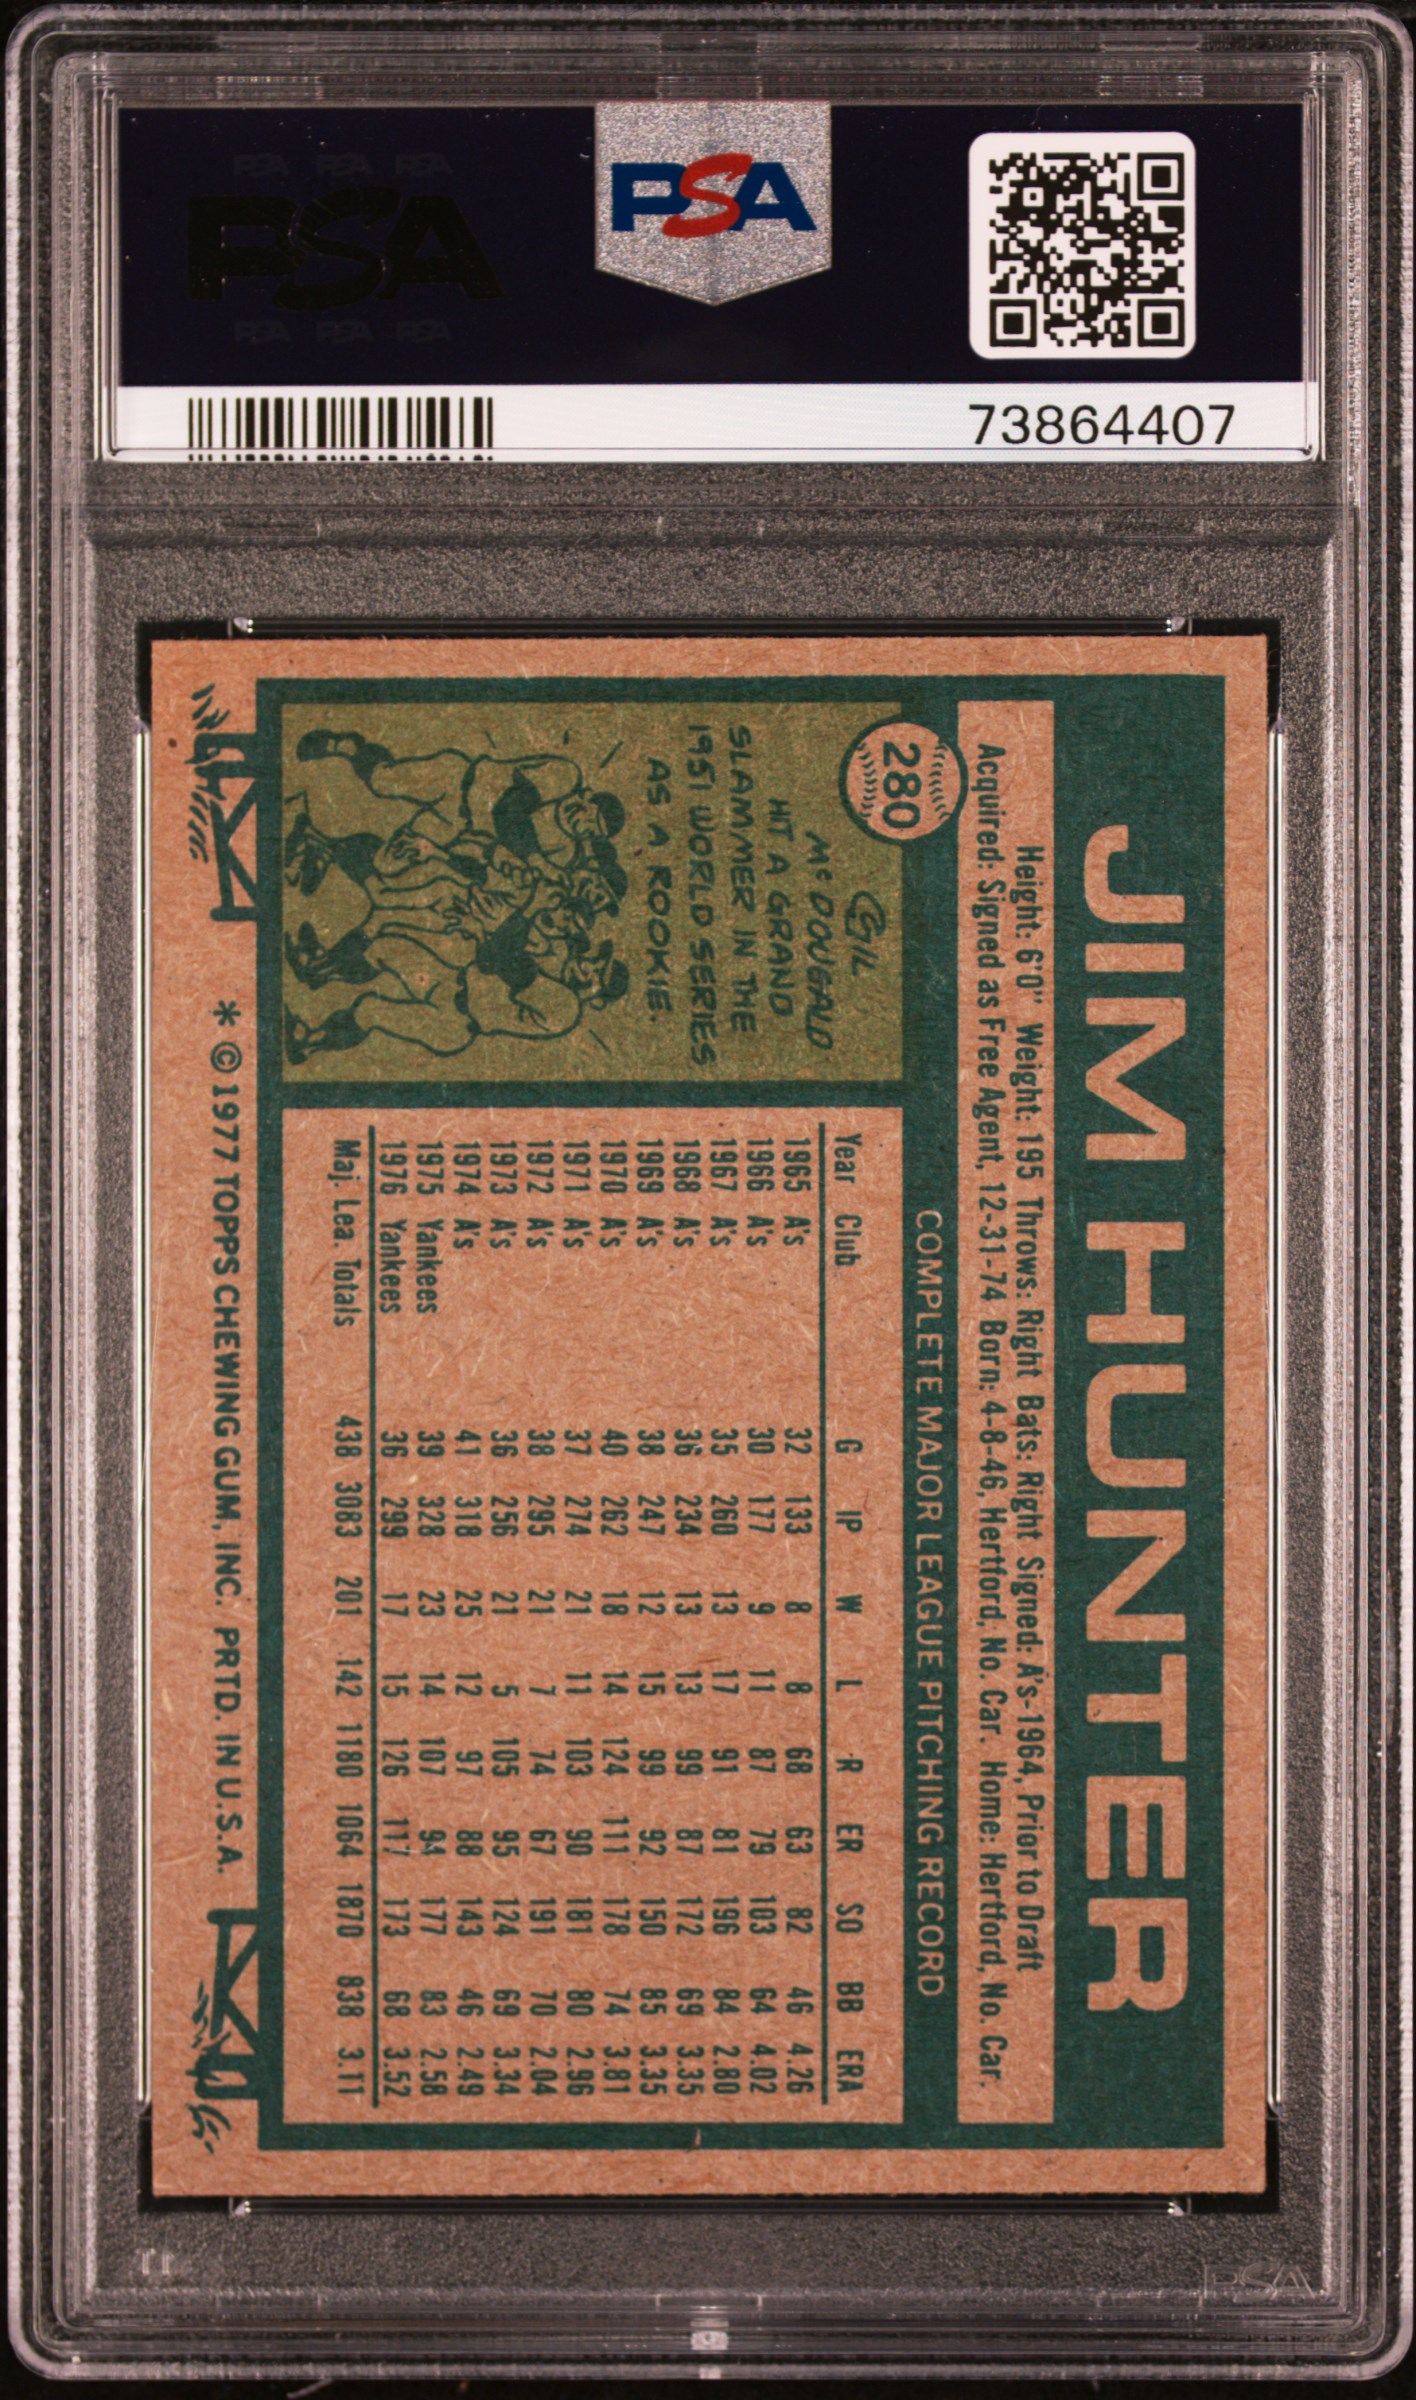 PSA
PSA PSA PSA
PSA
PSA PSA PSA
73864407
JIM HUNTER
Height: 6'0" Weight: 195 Throws: Right Bats: Right Signed: A's-1964, Prior to Draft
Acquired: Signed as Free Agent, 12-31-74 Born: 4-8-46, Hertford, No. Car. Home: Hertford, No. Car.
280
GIL
McDOUGALD
HIT A GRAND
SLAMMER IN THE
1951 WORLD SERIES
AS A ROOKIE.
COMPLETE MAJOR LEAGUE PITCHING RECORD
Year Club G IP W L R ER SO BB ERA
1965 A's 32 133 8 8 68 63 82 46 4.26
1966 A's 30 177 9 11 87 79 103 64 4.02
1967 A's 35 260 13 17 91 81 196 84 2.80
1968 A's 36 234 13 13 99 87 172 69 3.35
1969 A's 38 247 12 15 99 92 150 85 3.35
1970 A's 40 262 18 14 124 111 178 74 3.81
1971 A's 37 274 21 11 103 90 181 80 2.96
1972 A's 38 295 21 7 74 67 191 70 2.04
1973 A's 36 256 21 5 105 95 124 69 3.34
1974 A's 41 318 25 12 97 88 143 46 2.49
1975 Yankees 39 328 23 14 107 94 177 83 2.58
1976 Yankees 36 299 17 15 126 117 173 68 3.52
Maj. Lea. Totals 438 3083 201 142 1180 1064 1870 838 3.11
* ©1977 TOPPS CHEWING GUM, INC. PRTD. IN U.S.A.
PSA